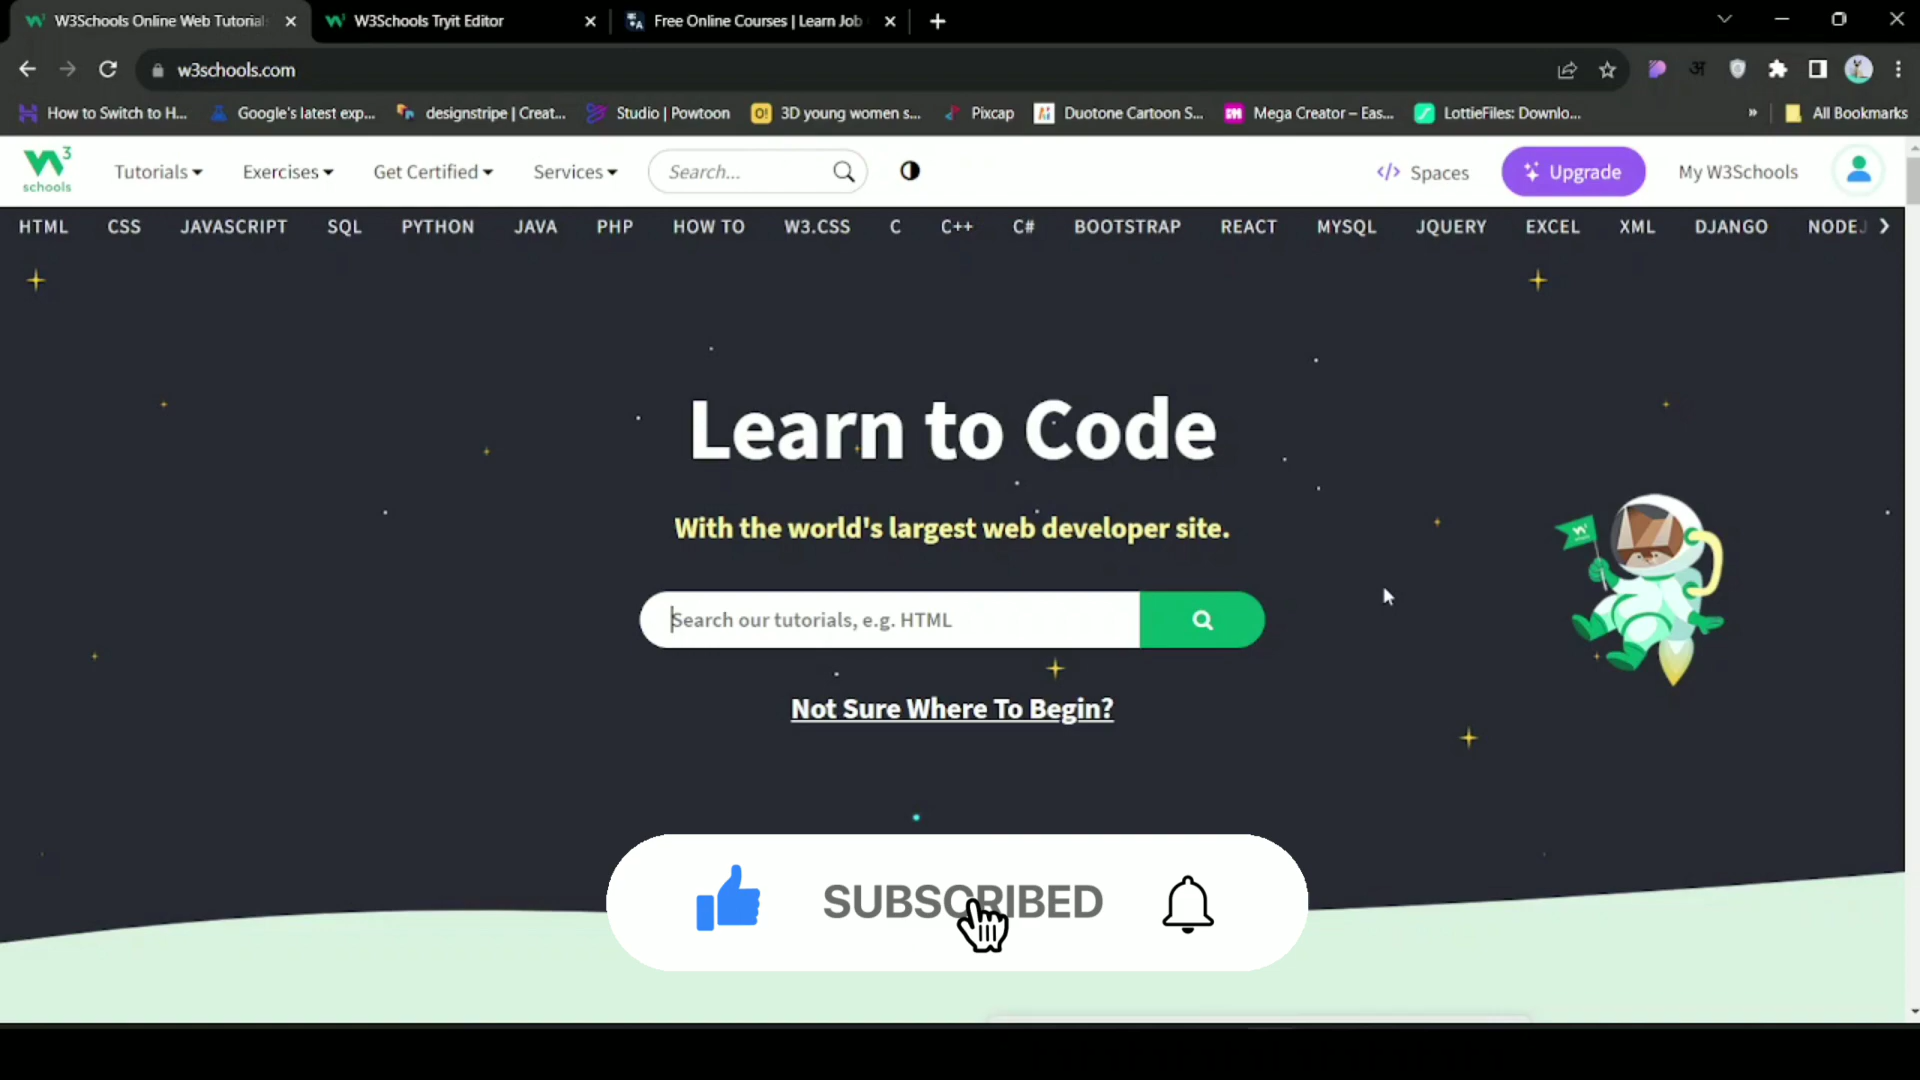 W3Schools Online Web Tutorial
W3Schools Tryit Editor
Free Online Courses | Learn Job
w3schools.com
How to Switch to H...
Google's latest exp...
designstripe | Creat...
Studio | Powtoon
3D young women s...
Pixcap
Duotone Cartoon S...
Mega Creator – Eas...
LottieFiles: Downlo...
»
All Bookmarks
3
schools
Tutorials
Exercises
Get Certified
Services
Search...
</> Spaces
Upgrade
My W3Schools
HTML CSS JAVASCRIPT SQL PYTHON JAVA PHP HOW TO W3.CSS C C++ C# BOOTSTRAP REACT MYSQL JQUERY EXCEL XML DJANGO NODEJ
Learn to Code
With the world's largest web developer site.
Search our tutorials, e.g. HTML
Not Sure Where To Begin?
SUBSCRIBED